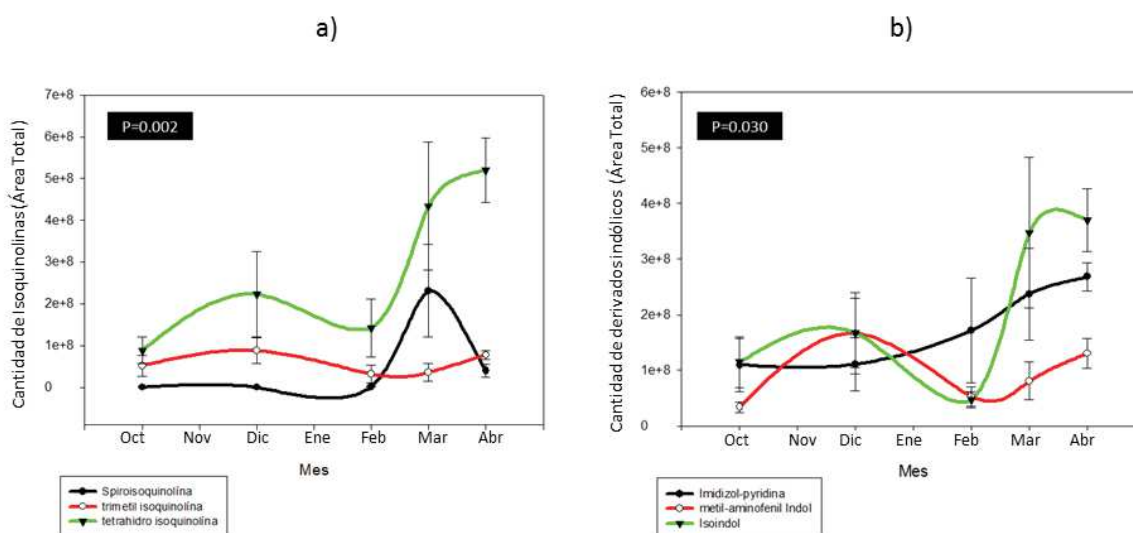 a)
Cantidad de Isoquinolinas (Área Total)
7e+8
6e+8
5e+8
4e+8
3e+8
2e+8
1e+8
0
P=0.002
Oct Nov Dic Ene Feb Mar Abr
Mes
Spiroisoquinolína
trimetil isoquinolína
tetrahidro isoquinolína
b)
Cantidad de derivados indólicos (Área Total)
6e+8
5e+8
4e+8
3e+8
2e+8
1e+8
0
P=0.030
Oct Nov Dic Ene Feb Mar Abr
Mes
Imidizol-pyridina
metil-aminofenil Indol
Isoindol